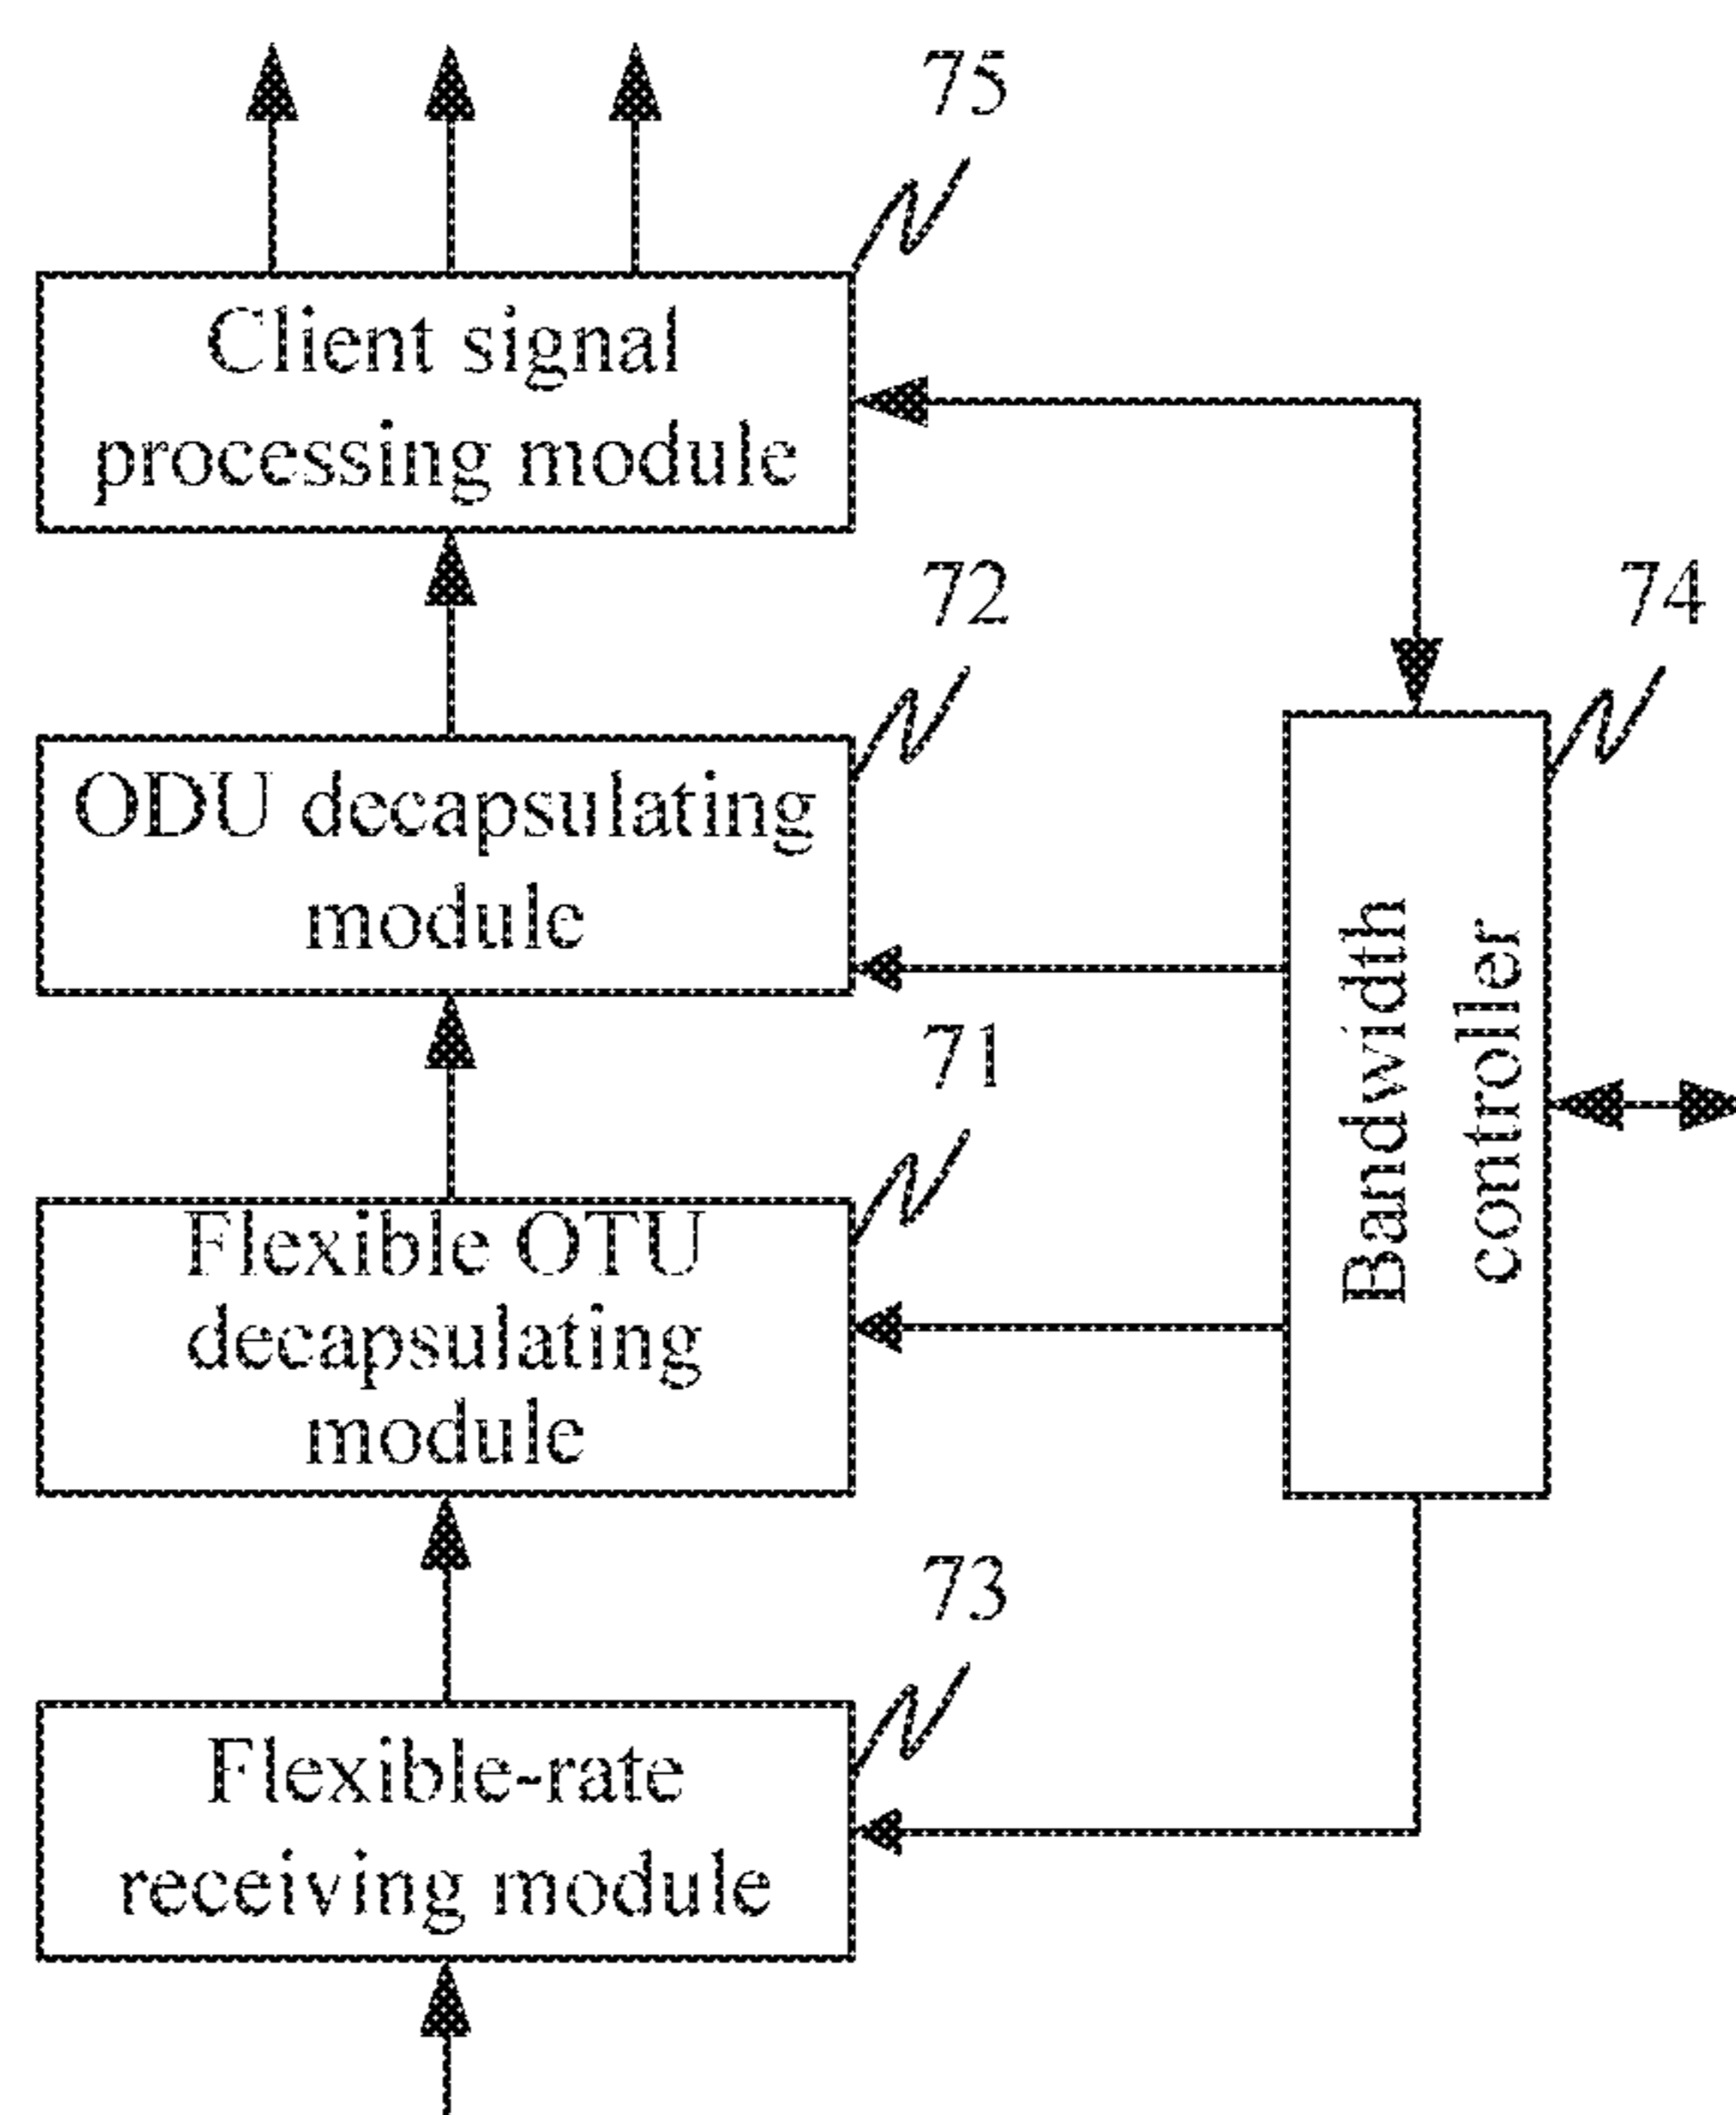 75
Client signal
processing module
72
74
ODU decapsulating
module
Bandwidth
controller
71
Flexible OTU
decapsulating
module
73
Flexible-rate
receiving module